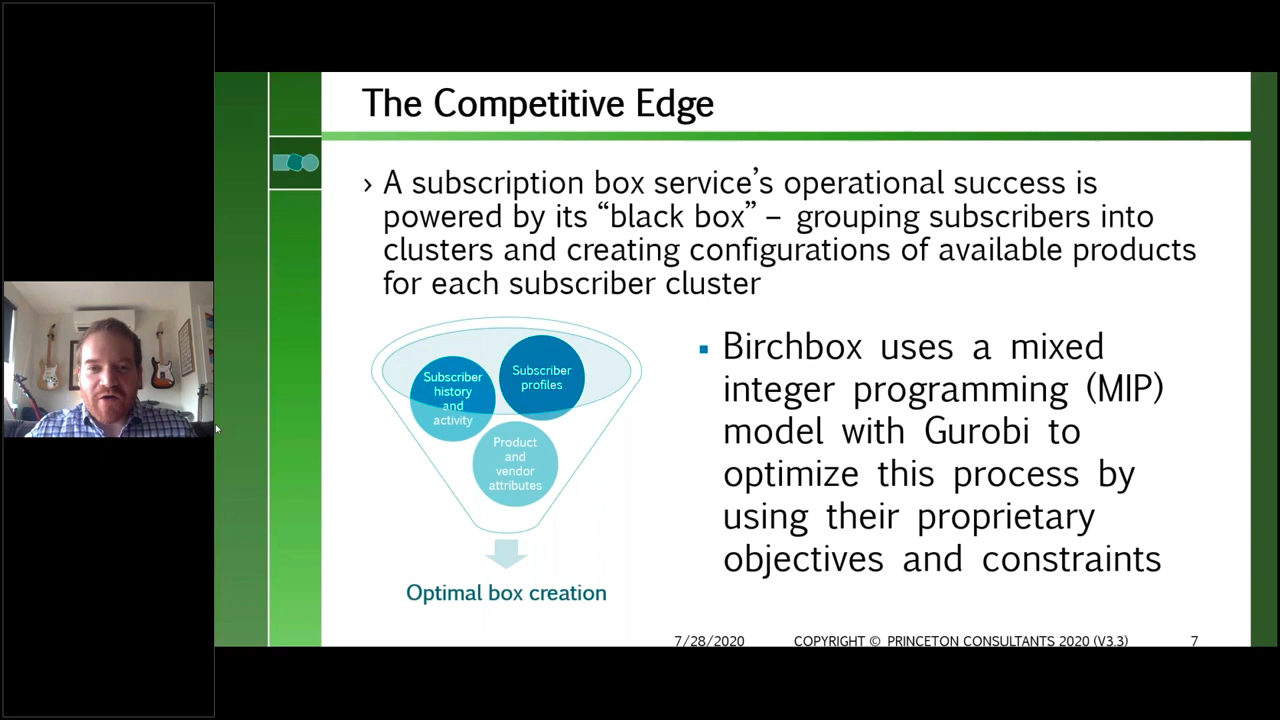 The Competitive Edge
› A subscription box service’s operational success is
powered by its “black box” – grouping subscribers into
clusters and creating configurations of available products
for each subscriber cluster
Subscriber
history
and
activity
Subscriber
profiles
Product
and
vendor
attributes
Optimal box creation
▪ Birchbox uses a mixed
integer programming (MIP)
model with Gurobi to
optimize this process by
using their proprietary
objectives and constraints
7/28/2020 COPYRIGHT © PRINCETON CONSULTANTS 2020 (V3.3) 7